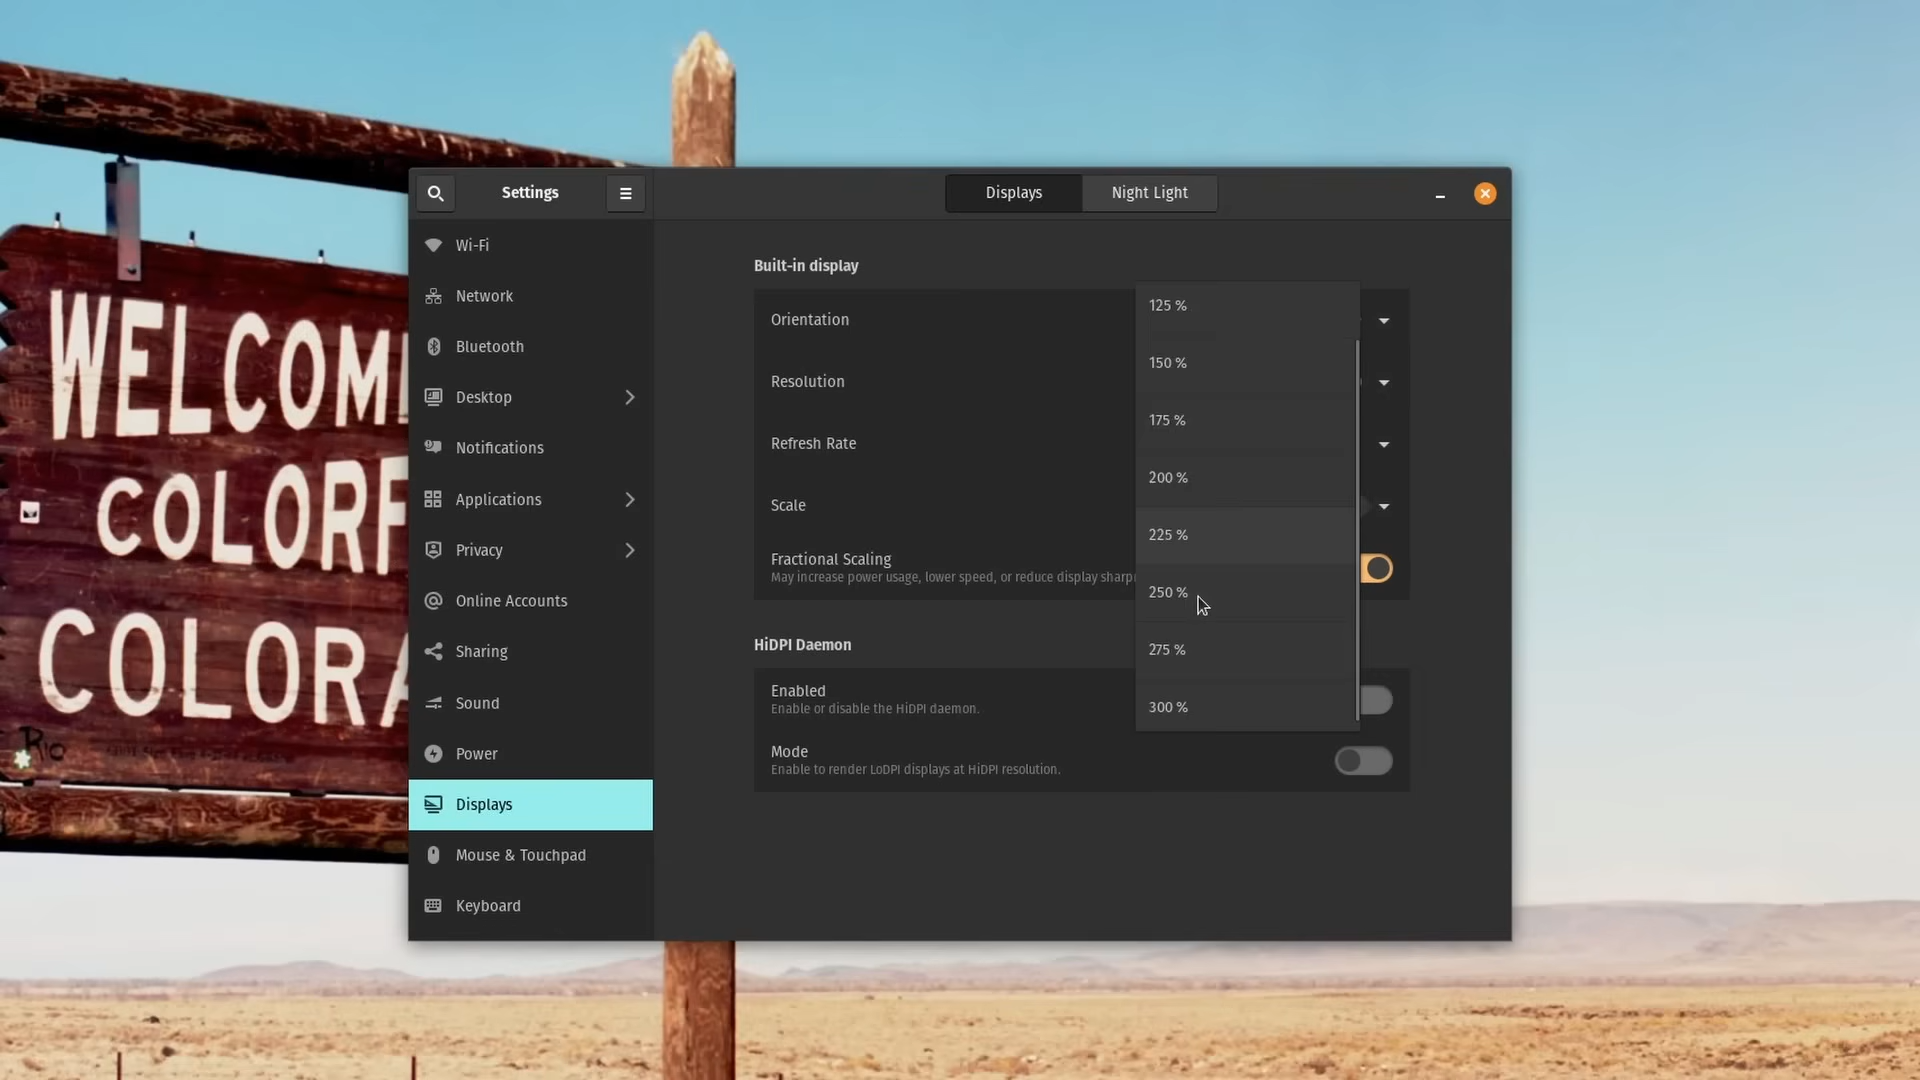 Settings
Displays
Night Light
Wi-Fi
Network
Bluetooth
Desktop
Notifications
Applications
Privacy
Online Accounts
Sharing
Sound
Power
Displays
Mouse & Touchpad
Keyboard
Built-in display
Orientation
Resolution
Refresh Rate
Scale
Fractional Scaling
May increase power usage, lower speed, or reduce display sharp
125 %
150 %
175 %
200 %
225 %
250 %
275 %
300 %
HiDPI Daemon
Enabled
Enable or disable the HiDPI daemon.
Mode
Enable to render LoDPI displays at HiDPI resolution.
WELCOM
COLORF
COLORA
Rio